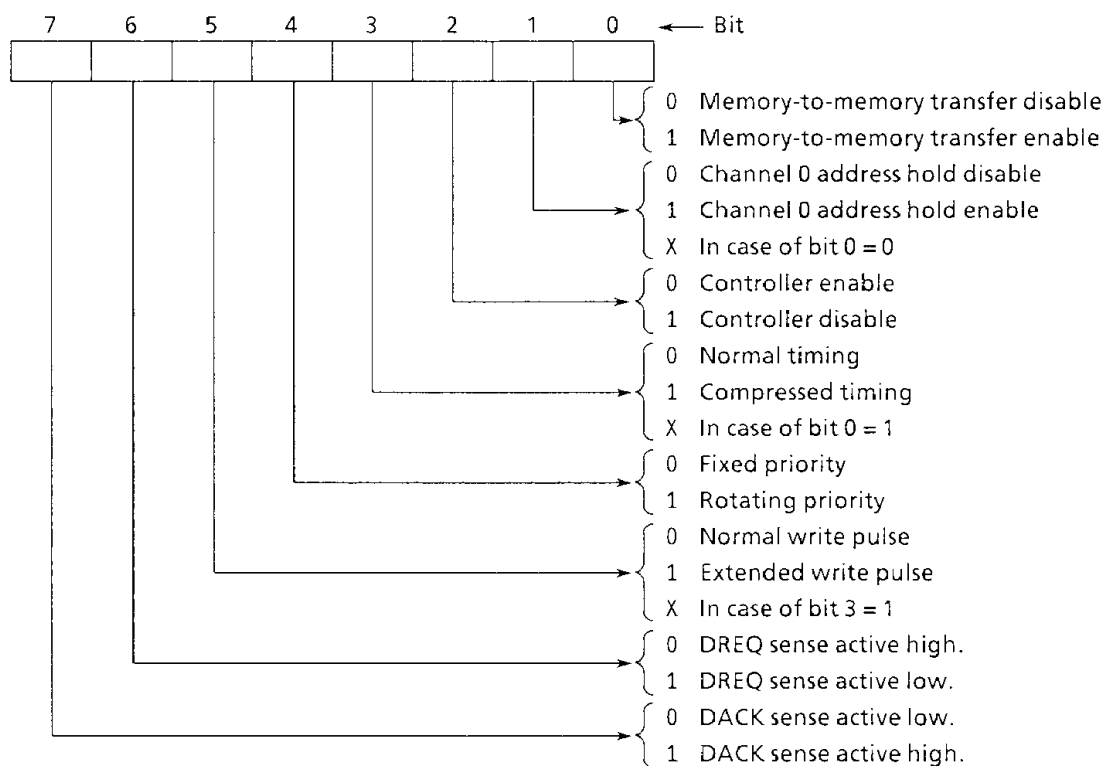 7 6 5 4 3 2 1 0 Bit
0 Memory-to-memory transfer disable
1 Memory-to-memory transfer enable
0 Channel 0 address hold disable
1 Channel 0 address hold enable
X In case of bit 0 = 0
0 Controller enable
1 Controller disable
0 Normal timing
1 Compressed timing
X In case of bit 0 = 1
0 Fixed priority
1 Rotating priority
0 Normal write pulse
1 Extended write pulse
X In case of bit 3 = 1
0 DREQ sense active high.
1 DREQ sense active low.
0 DACK sense active low.
1 DACK sense active high.